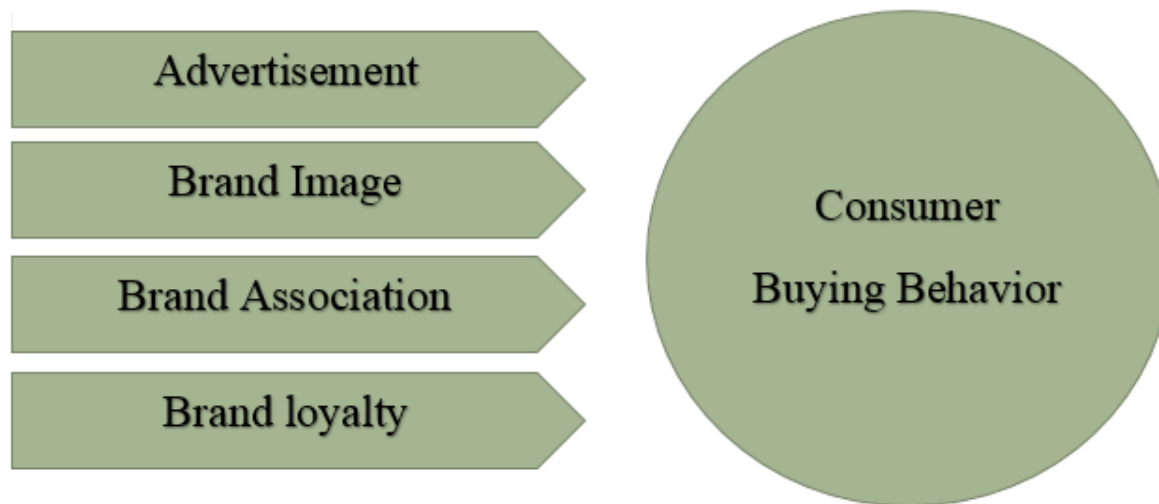 Advertisement
Brand Image
Brand Association
Brand loyalty
Consumer
Buying Behavior